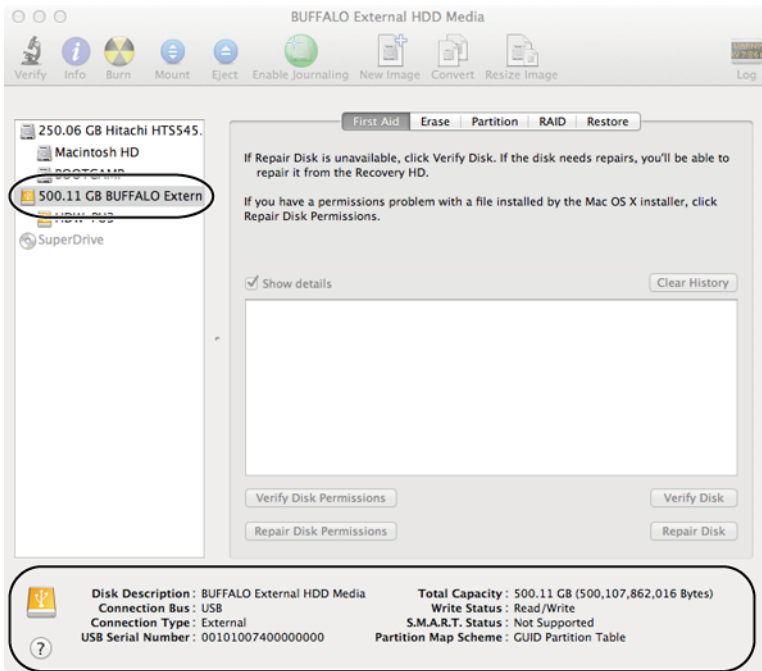 BUFFALO External HDD Media
Verify Info Burn Mount Eject Enable Journaling New Image Convert Resize Image Log
250.06 GB Hitachi HTS545.
Macintosh HD
BOOTCAMP
500.11 GB BUFFALO Extern
HDW-PU3
SuperDrive
First Aid Erase Partition RAID Restore
If Repair Disk is unavailable, click Verify Disk. If the disk needs repairs, you'll be able to
repair it from the Recovery HD.
If you have a permissions problem with a file installed by the Mac OS X installer, click
Repair Disk Permissions.
Show details Clear History
Verify Disk Permissions Verify Disk
Repair Disk Permissions Repair Disk
Disk Description : BUFFALO External HDD Media
Connection Bus : USB
Connection Type : External
USB Serial Number : 00101007400000000
Total Capacity : 500.11 GB (500,107,862,016 Bytes)
Write Status : Read/Write
S.M.A.R.T. Status : Not Supported
Partition Map Scheme : GUID Partition Table
?